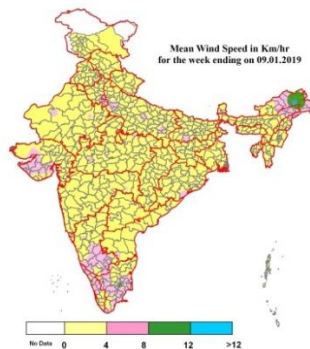 Mean Wind Speed in Km/hr
for the week ending on 09.01.2019
No Data 0 4 8 12 >12